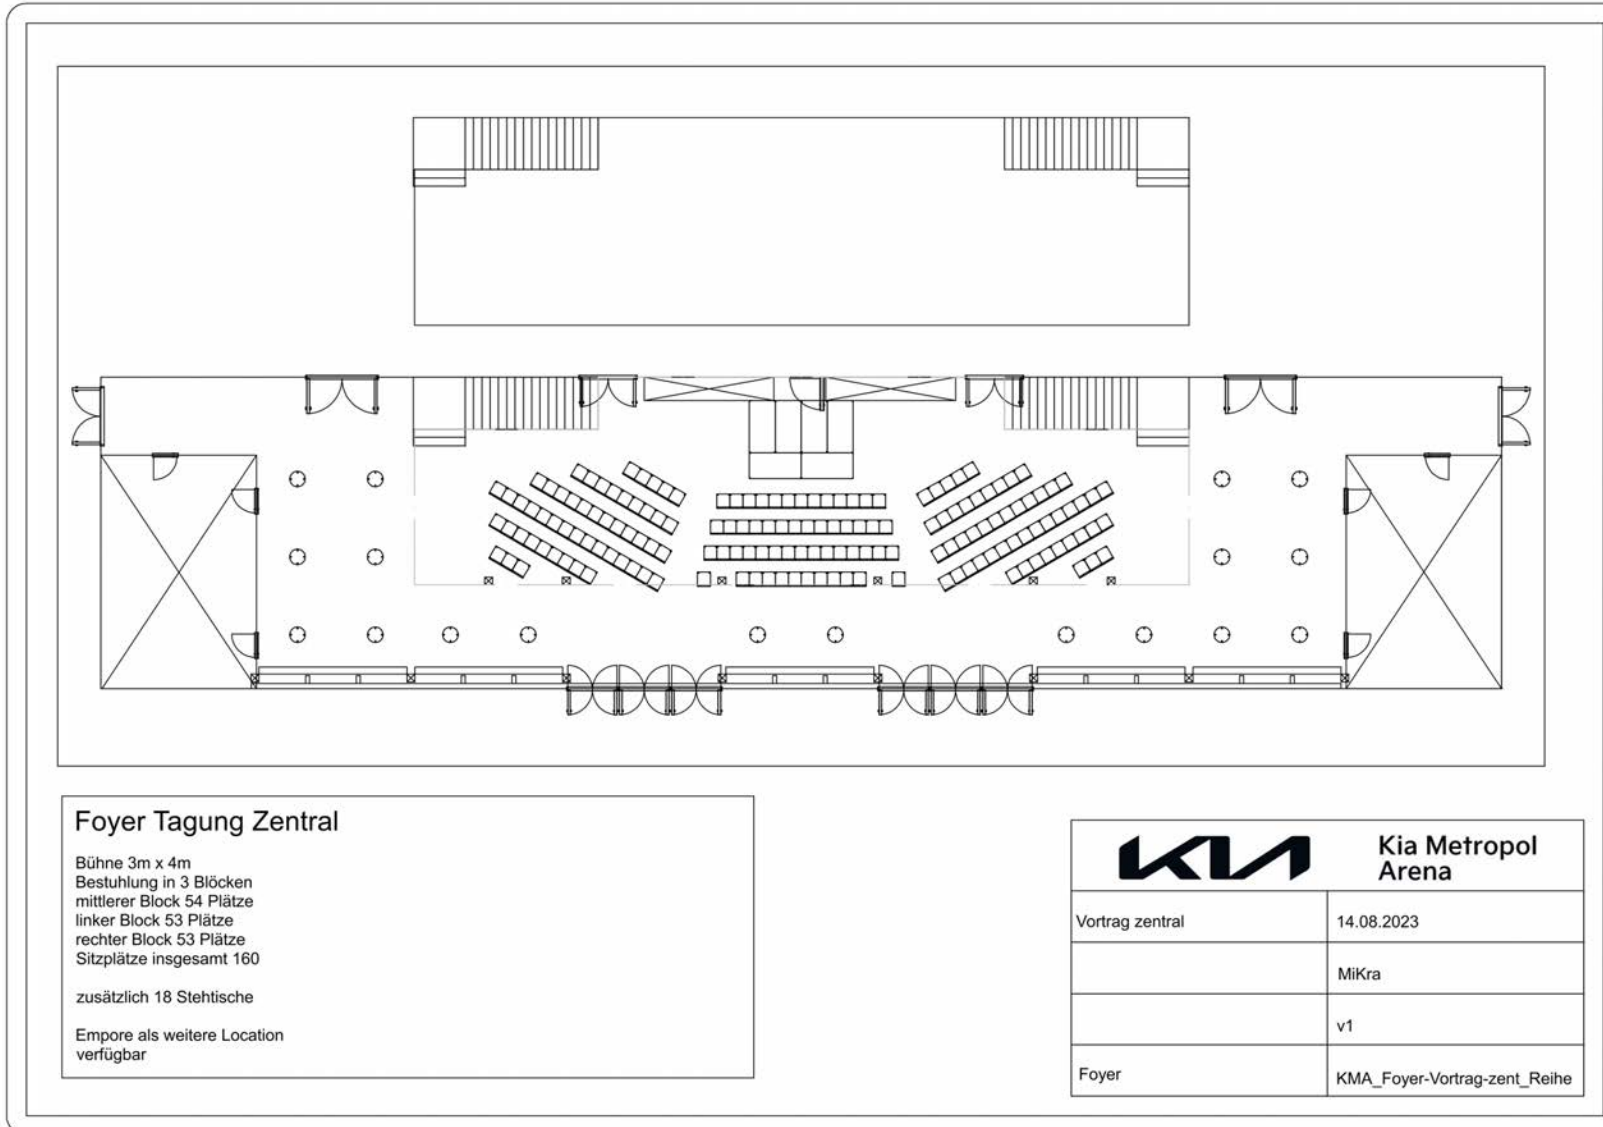 Foyer Tagung Zentral
Bühne 3m x 4m
Bestuhlung in 3 Blöcken
mittlerer Block 54 Plätze
linker Block 53 Plätze
rechter Block 53 Plätze
Sitzplätze insgesamt 160
zusätzlich 18 Stehtische
Empore als weitere Location
verfügbar
KIA
Kia Metropol
Arena
Vortrag zentral
14.08.2023
MiKra
v1
Foyer
KMA_Foyer-Vortrag-zent_Reihe